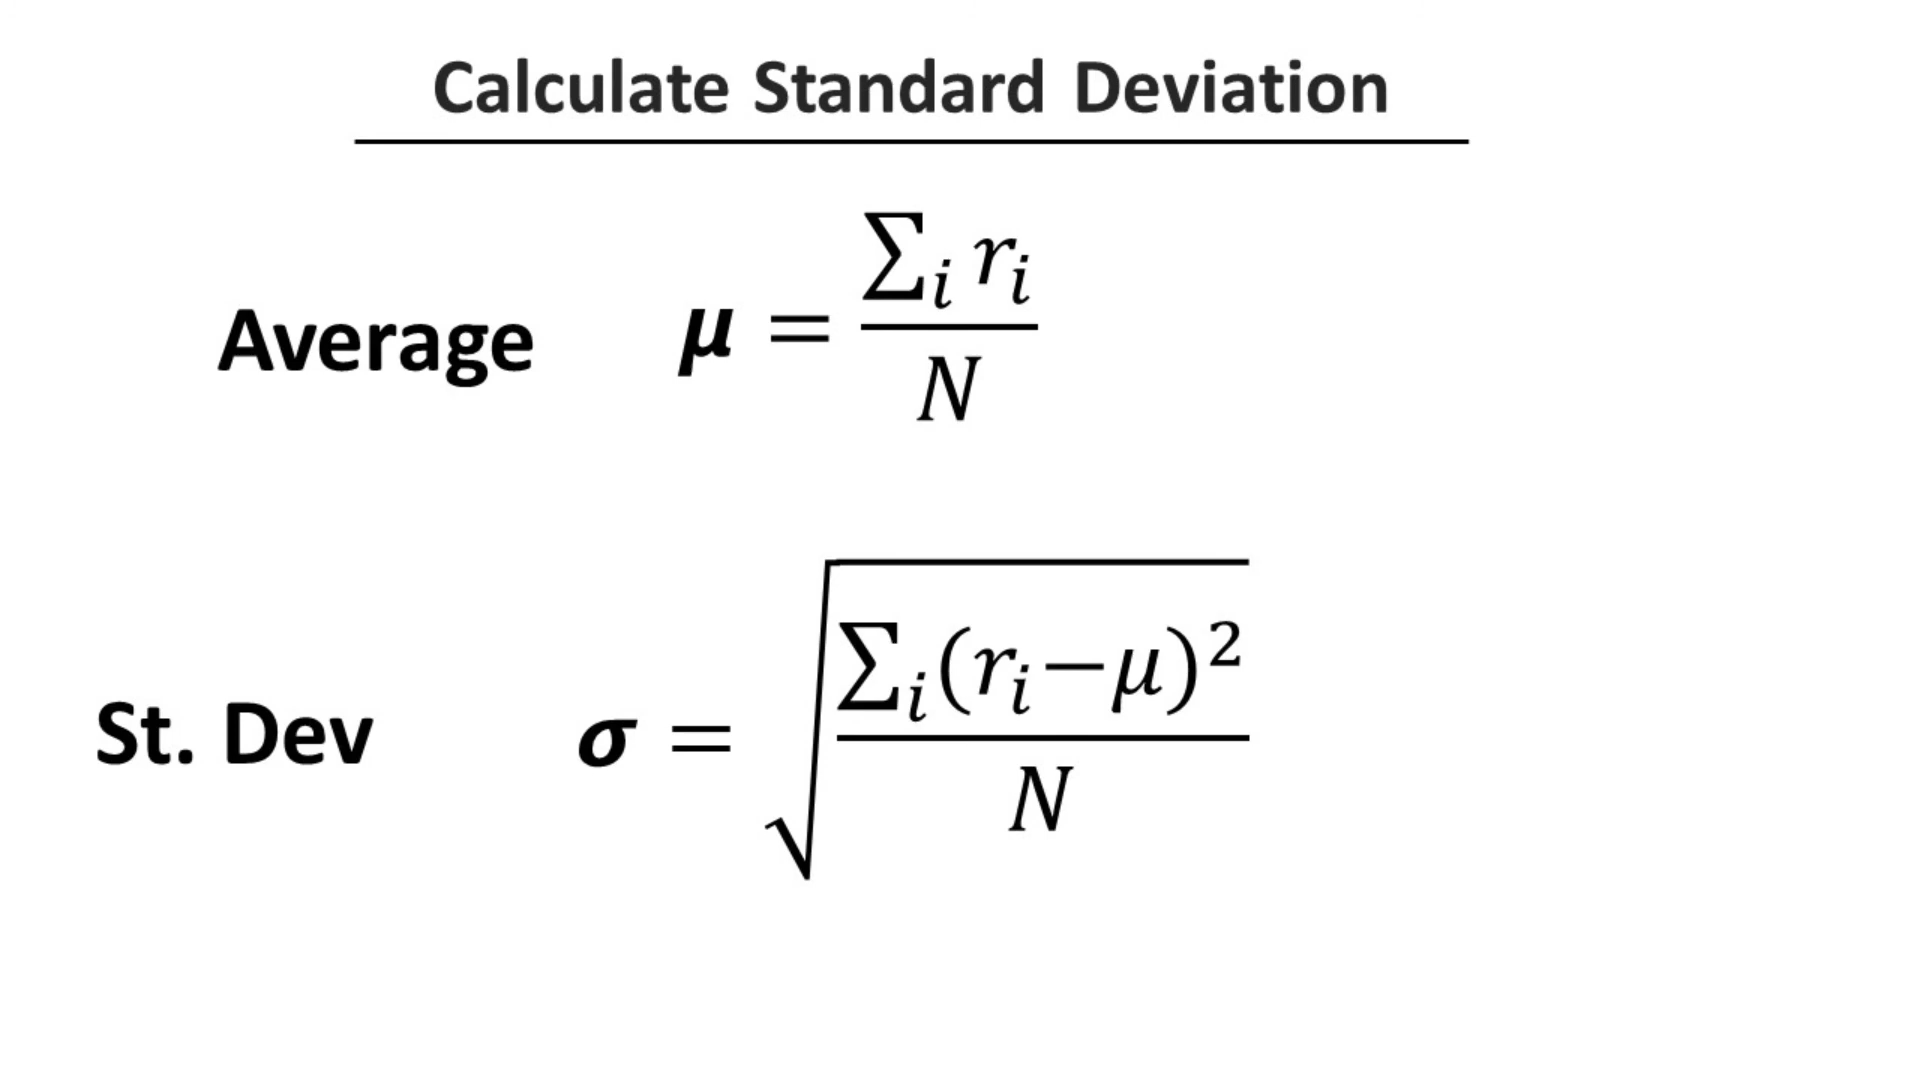 Calculate Standard Deviation
Average μ = ∑ᵢ rᵢ / N
St. Dev σ = √(∑ᵢ(rᵢ−μ)² / N)